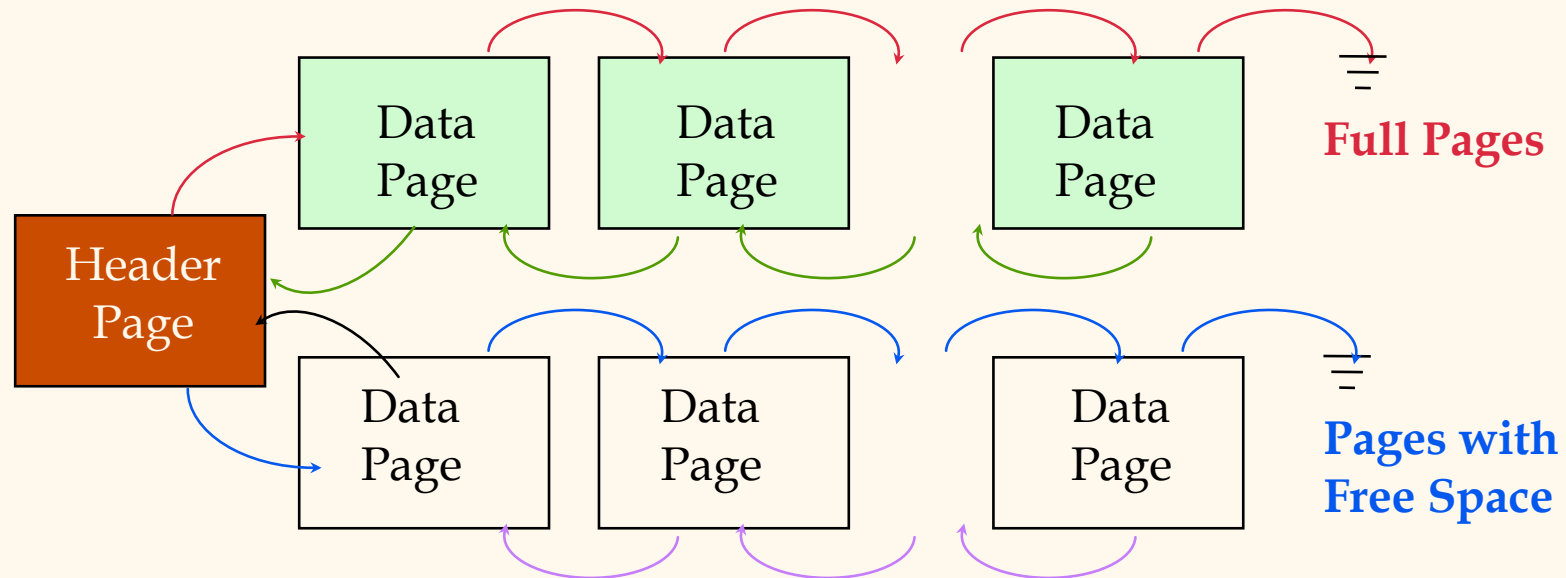 Data
Page
Data
Page
Data
Page
Full Pages
Header
Page
Data
Page
Data
Page
Data
Page
Pages with
Free Space